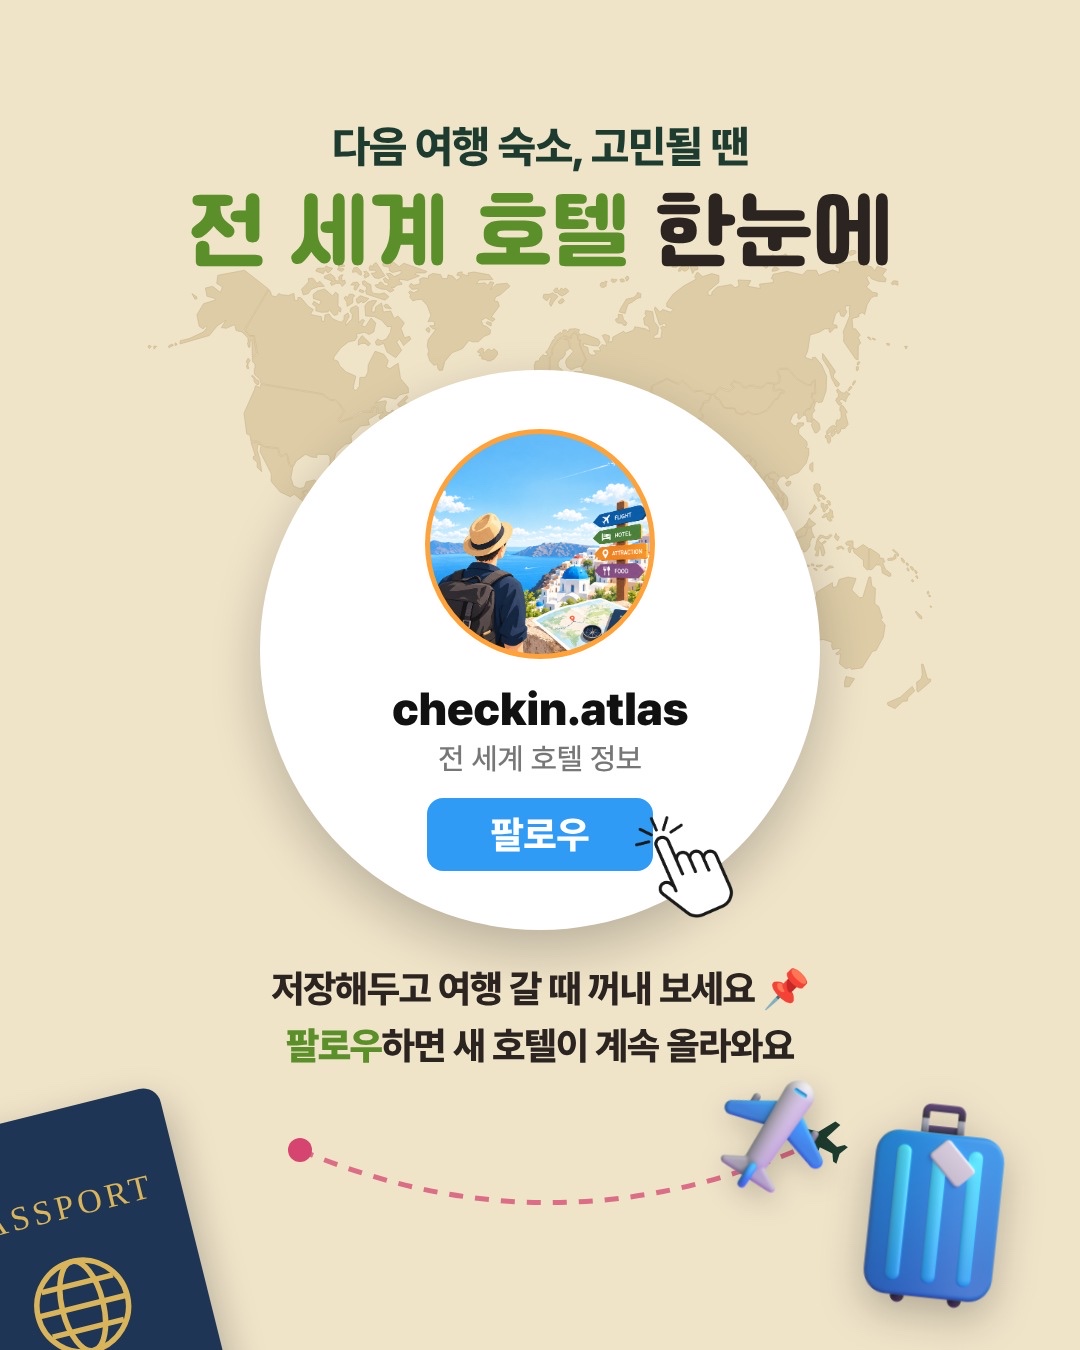 다음 여행 숙소, 고민될 땐
전 세계 호텔 한눈에
FLIGHT
HOTEL
ATTRACTION
FOOD
checkin.atlas
전 세계 호텔 정보
팔로우
저장해두고 여행 갈 때 꺼내 보세요 📌
팔로우하면 새 호텔이 계속 올라와요
ASSPORT